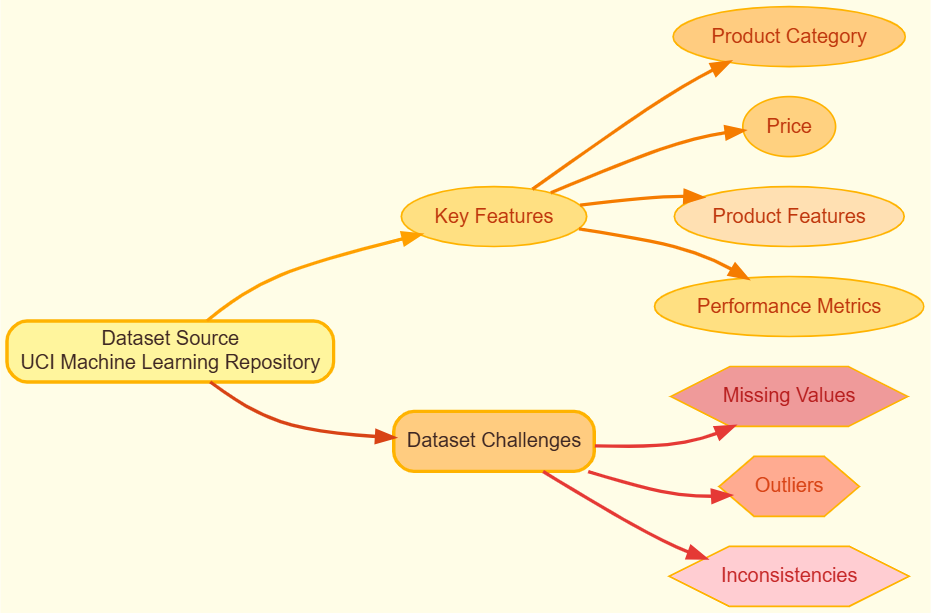 Product Category
Price
Key Features
Product Features
Performance Metrics
Dataset Source
UCI Machine Learning Repository
Missing Values
Dataset Challenges
Outliers
Inconsistencies